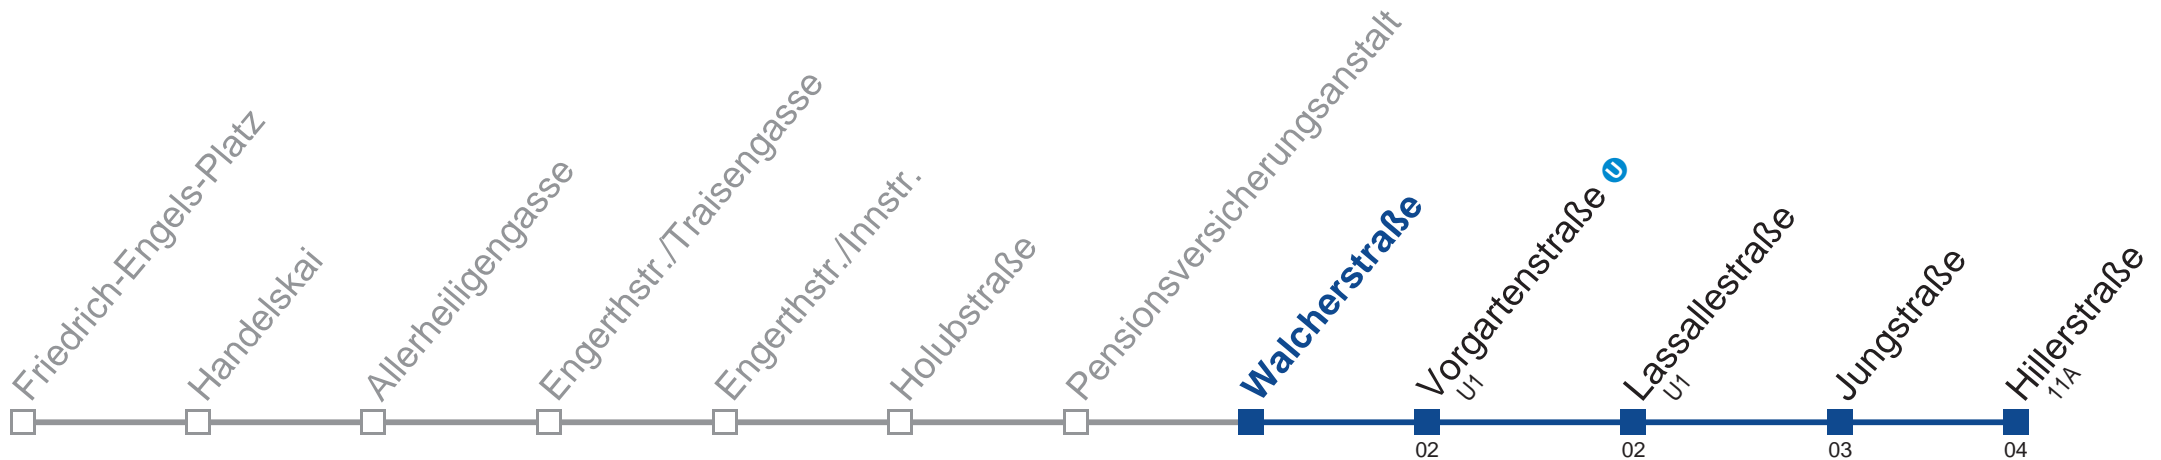 Friedrich-Engels-Platz
Handelskai
Allerheiligengasse
Engerthstr./Traisengasse
Engerthstr./Innstr.
Holubstraße
Pensionsversicherungsanstalt
Walcherstraße
Vorgartenstraße U
U1
Lassallestraße
U1
Jungstraße
Hillerstraße
11A
02
02
03
04